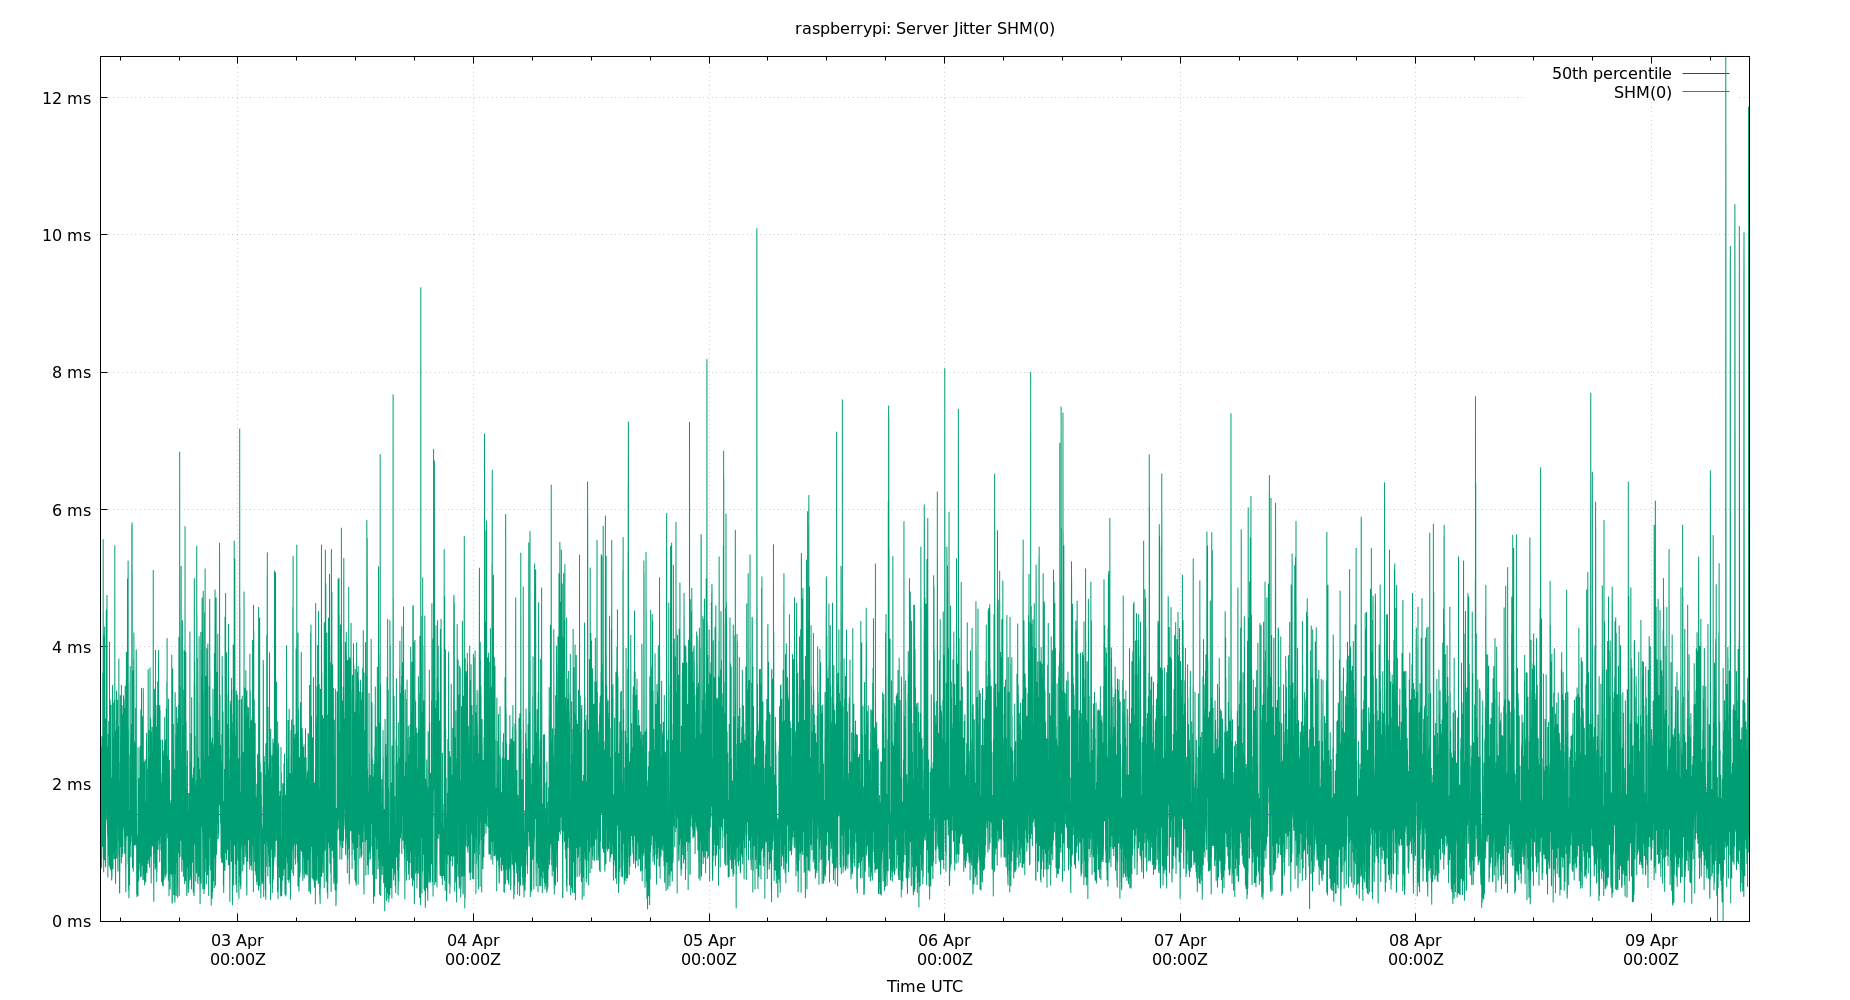 raspberrypi: Server Jitter SHM(0)
50th percentile
SHM(0)
12 ms
10 ms
8 ms
6 ms
4 ms
2 ms
0 ms
03 Apr 04 Apr 05 Apr 06 Apr 07 Apr 08 Apr 09 Apr
00:00Z 00:00Z 00:00Z 00:00Z 00:00Z 00:00Z 00:00Z
Time UTC